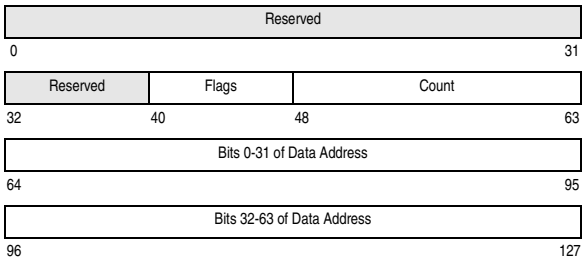 Reserved
0 31
Reserved Flags Count
32 40 48 63
Bits 0-31 of Data Address
64 95
Bits 32-63 of Data Address
96 127